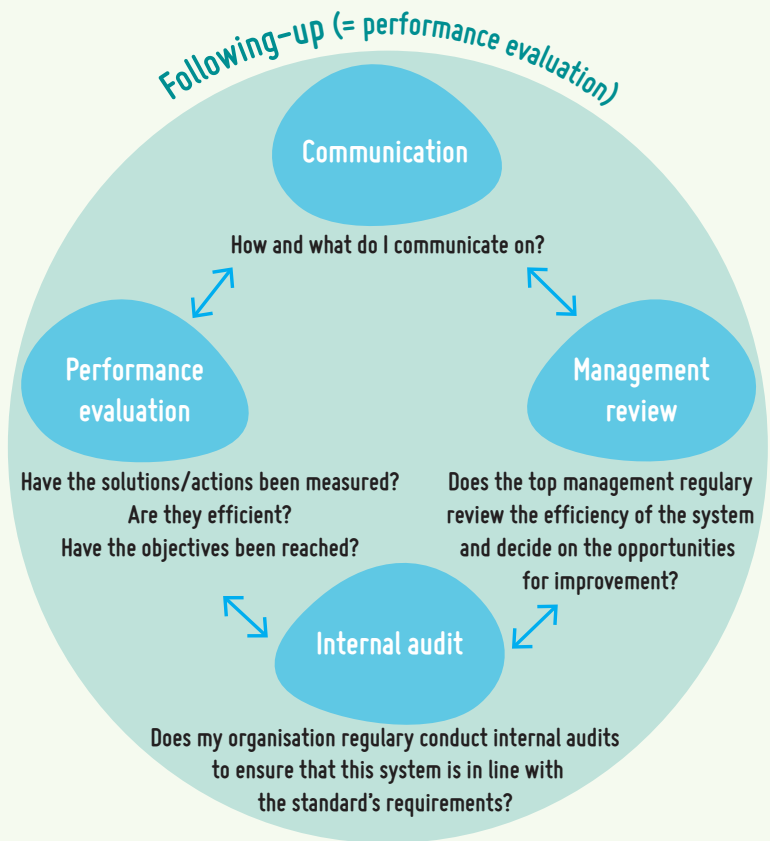 Following-up (= performance evaluation)
Communication
How and what do I communicate on?
Performance
evaluation
Have the solutions/actions been measured?
Are they efficient?
Have the objectives been reached?
Management
review
Does the top management regulary
review the efficiency of the system
and decide on the opportunities
for improvement?
Internal audit
Does my organisation regulary conduct internal audits
to ensure that this system is in line with
the standard's requirements?